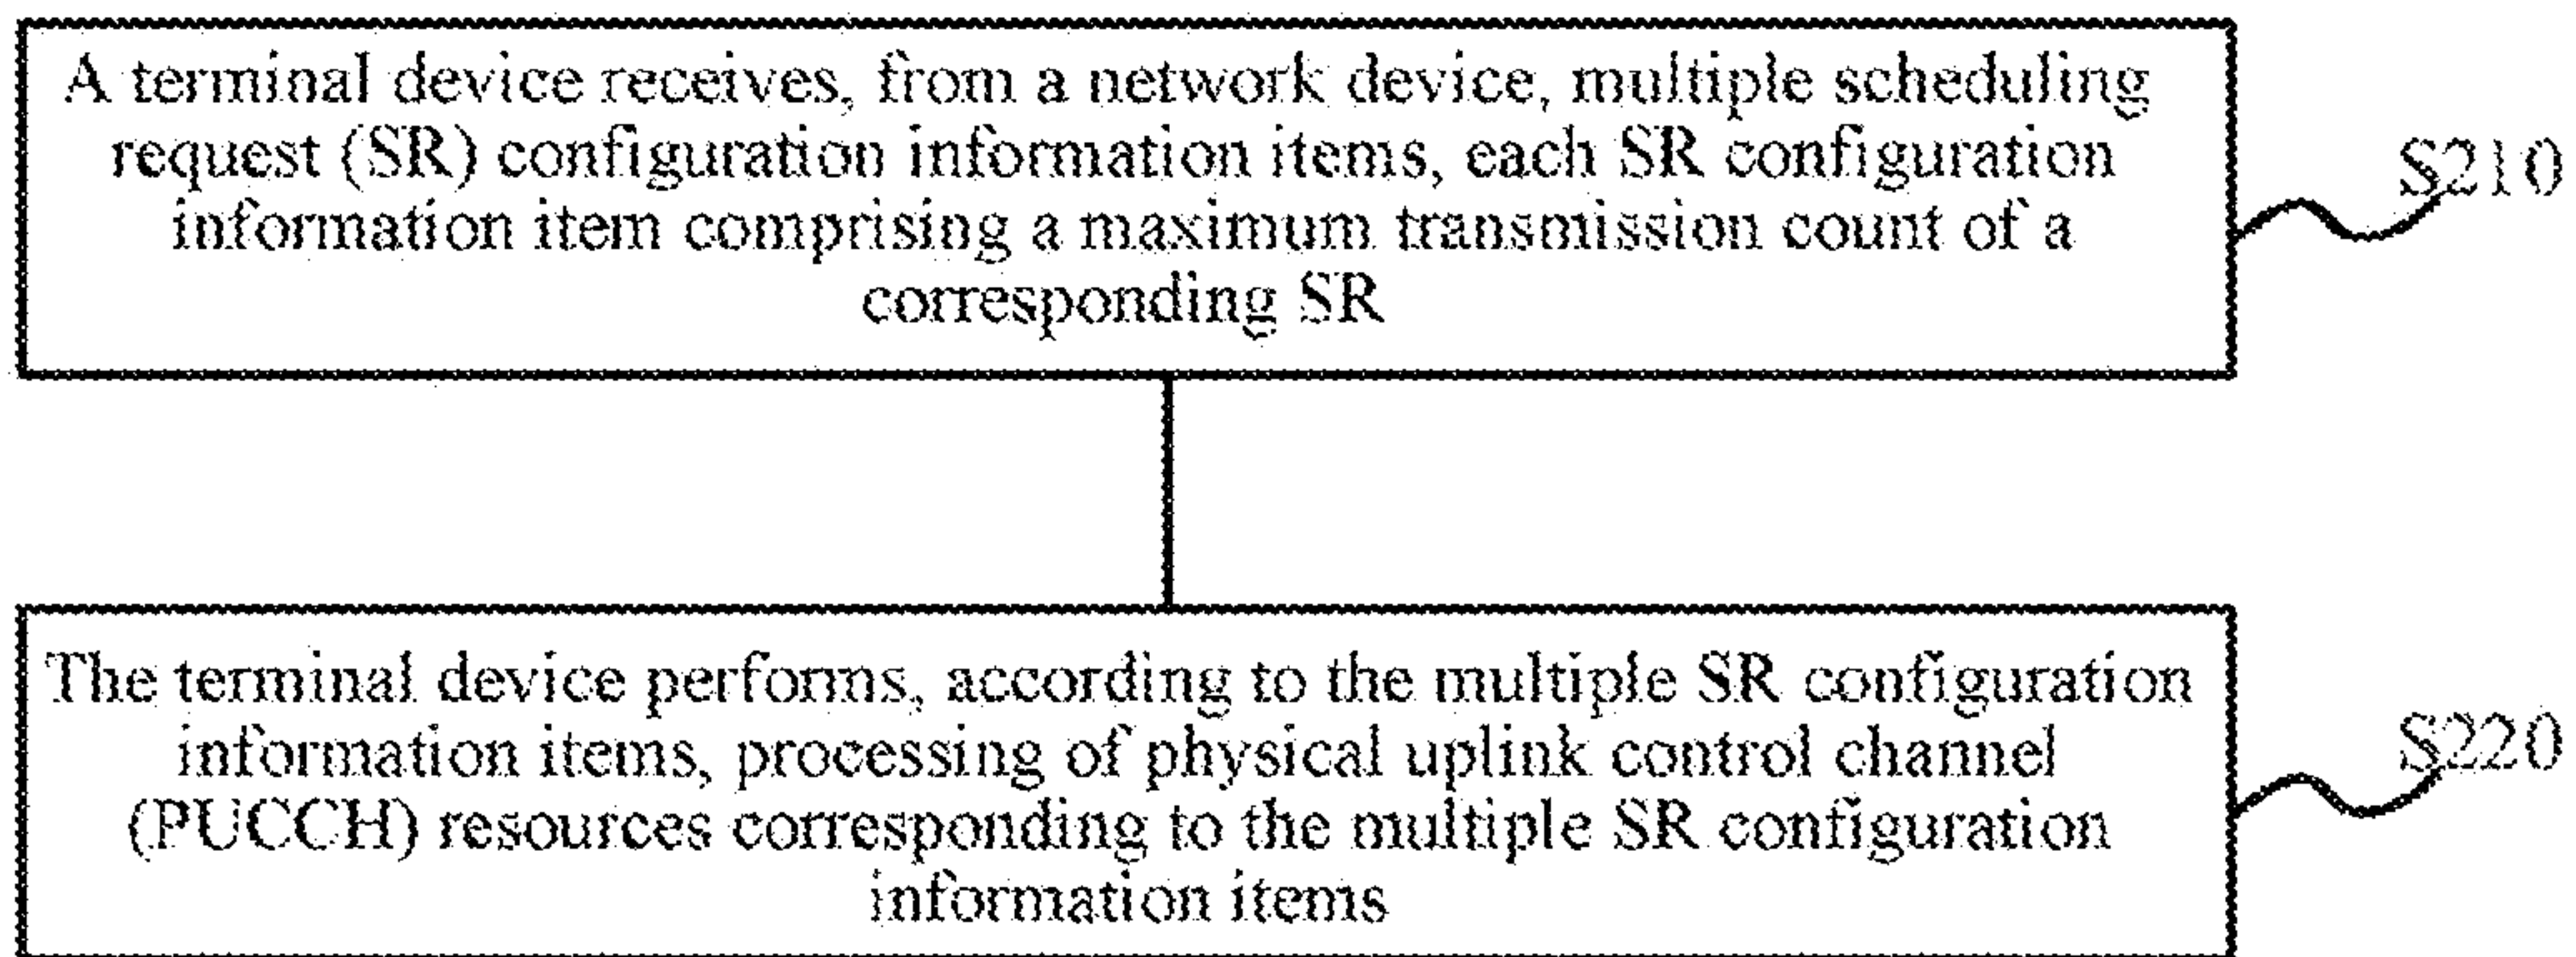 A terminal device receives, from a network device, multiple scheduling
request (SR) configuration information items, each SR configuration
information item comprising a maximum transmission count of a
corresponding SR
S210
The terminal device performs, according to the multiple SR configuration
information items, processing of physical uplink control channel
(PUCCH) resources corresponding to the multiple SR configuration
information items
S220